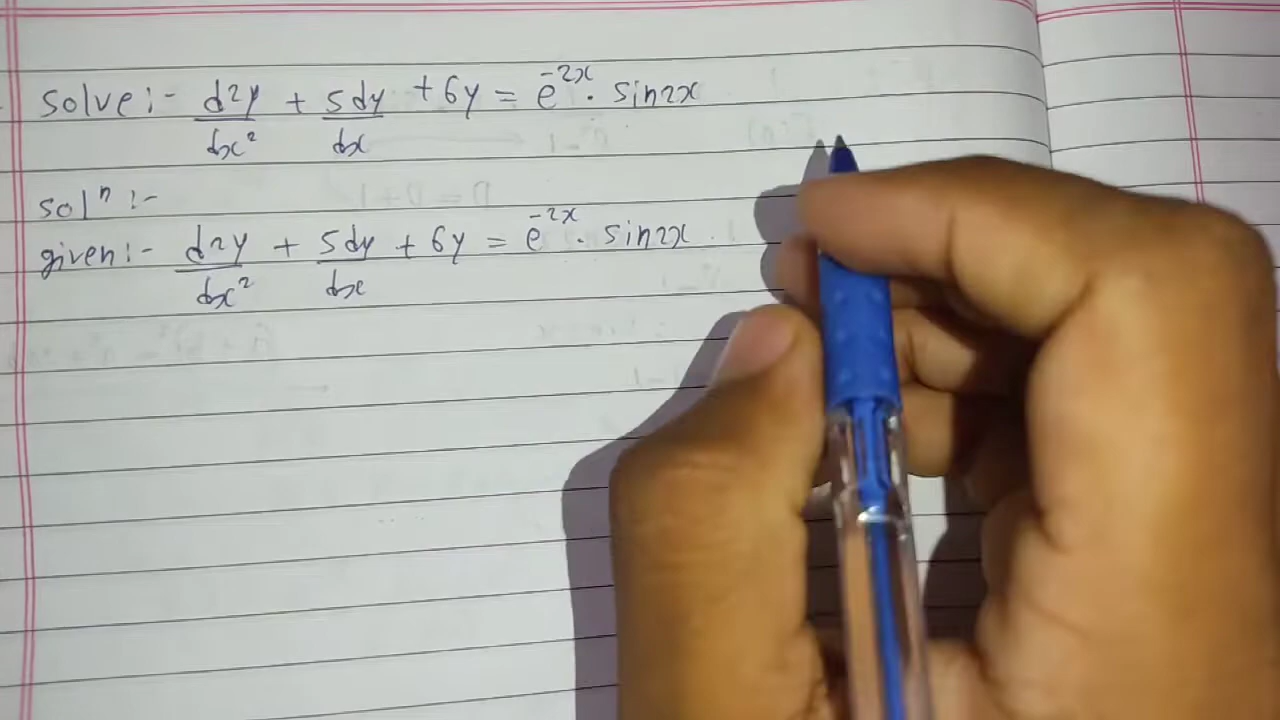 solve :- d2y/dx² + 5dy/dx + 6y = e^-2x . sin2x
solⁿ :-
given :- d2y/dx² + 5dy/dx + 6y = e^-2x . sin2x